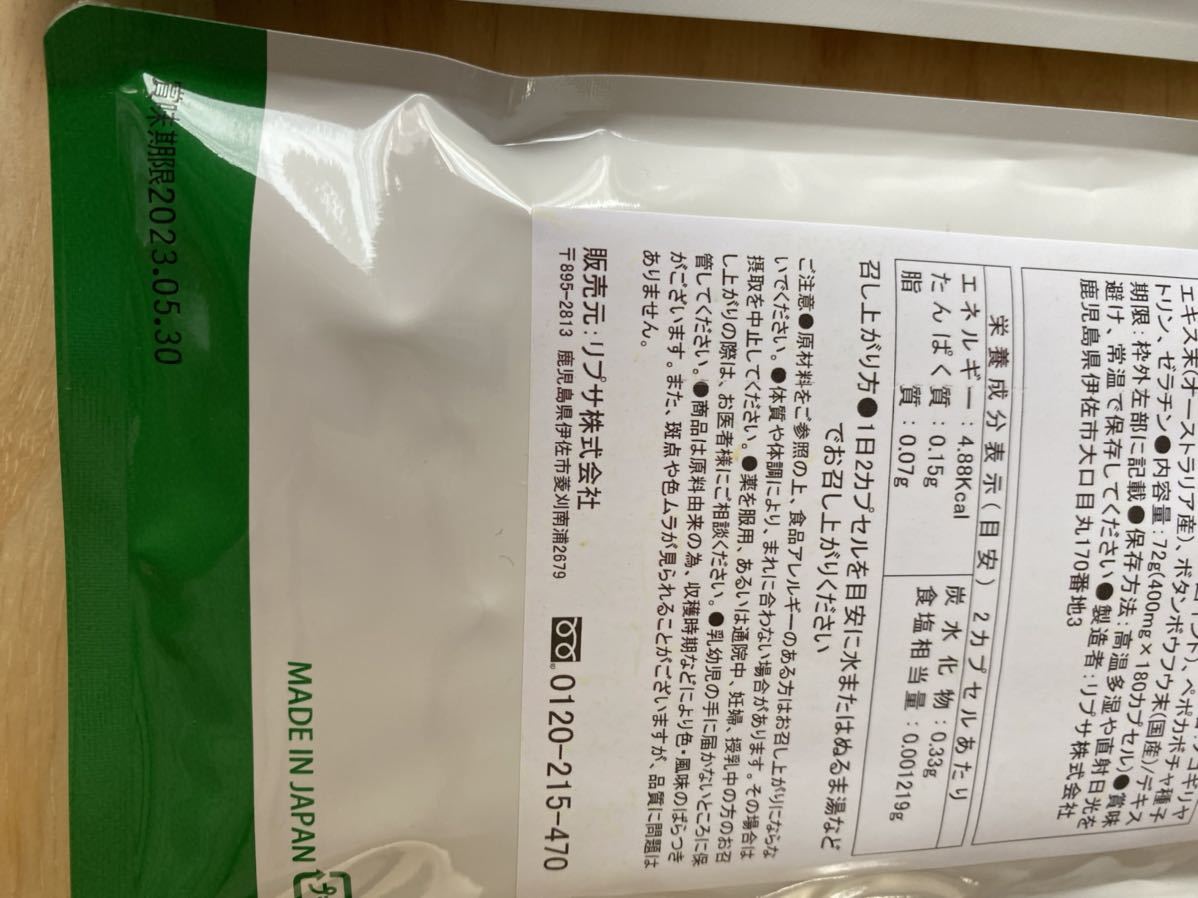 エキス末(オーストラリア産)、ボタンボウフウ末(国産)/デキス
トリン、ゼラチン●内容量:72g(400mg×180カプセル)●賞味
期限:枠外左部に記載●保存方法:高温多湿や直射日光を
避け、常温で保存してください●製造者:リプサ株式会社
鹿児島県伊佐市大口目丸170番地3
栄養成分表示(目安)2カプセルあたり
エネルギー:4.88Kcal 炭水化物:0.33g
たんぱく質:0.15g 食塩相当量:0.001219g
脂質:0.07g
召し上がり方●1日2カプセルを目安に水またはぬるま湯など
でお召し上がりください
ご注意●原材料をご参照の上、食品アレルギーのある方はお召し上がりにならな
いでください。●体質や体調により、まれに合わない場合があります。その場合は
摂取を中止してください。●薬を服用、あるいは通院中、妊婦、授乳中の方のお召
し上がりの際は、お医者様にご相談ください。●乳幼児の手に届かないところに保
管してください。●商品は原料由来の為、収穫時期などにより色・風味のばらつき
がございます。また、斑点や色ムラが見られることがございますが、品質に問題は
ありません。
販売元:リプサ株式会社
〒895-2813 鹿児島県伊佐市菱刈南浦2679
0120-215-470
MADE IN JAPAN
プラ
賞味期限2023.05.30